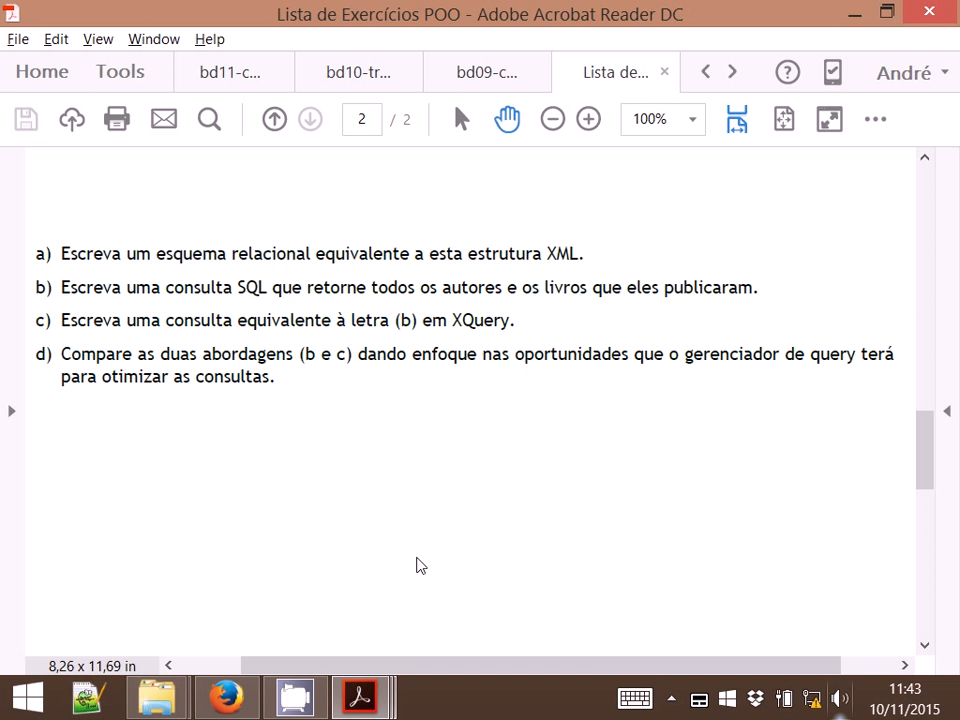 Lista de Exercícios POO - Adobe Acrobat Reader DC
File Edit View Window Help
Home Tools bd11-c... bd10-tr... bd09-c... Lista de... × André
2 / 2 100%
a) Escreva um esquema relacional equivalente a esta estrutura XML.
b) Escreva uma consulta SQL que retorne todos os autores e os livros que eles publicaram.
c) Escreva uma consulta equivalente à letra (b) em XQuery.
d) Compare as duas abordagens (b e c) dando enfoque nas oportunidades que o gerenciador de query terá
para otimizar as consultas.
8,26 x 11,69 in
11:43
10/11/2015